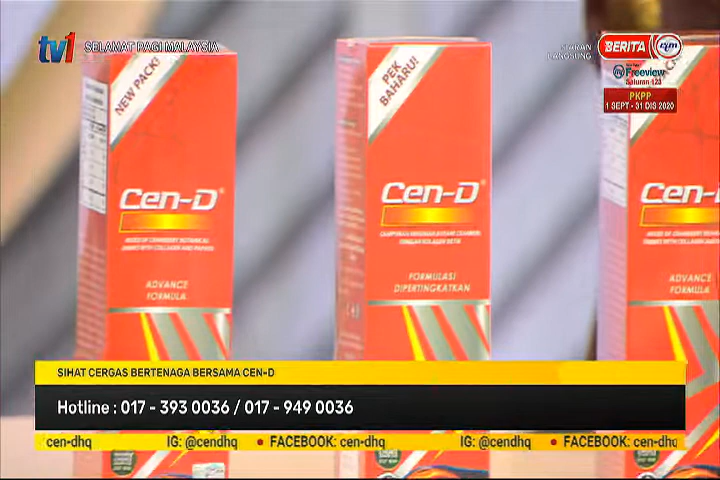 tv1
SELAMAT PAGI MALAYSIA
SIARAN
LANGSUNG
BERITA rtm
Freeview
Saluran 123
PKPP
1 SEPT - 31 DIS 2020
NEW PACK!
Cen-D®
ADVANCE
FORMULA
PEK
BAHARU!
Cen-D®
FORMULASI
DIPERTINGKATKAN
Cen-D
ADVANCE
FORMULA
SIHAT CERGAS BERTENAGA BERSAMA CEN-D
Hotline : 017 - 393 0036 / 017 - 949 0036
cen-dhq IG: @cendhq • FACEBOOK: cen-dhq IG: @cendhq • FACEBOOK: cen-dhq